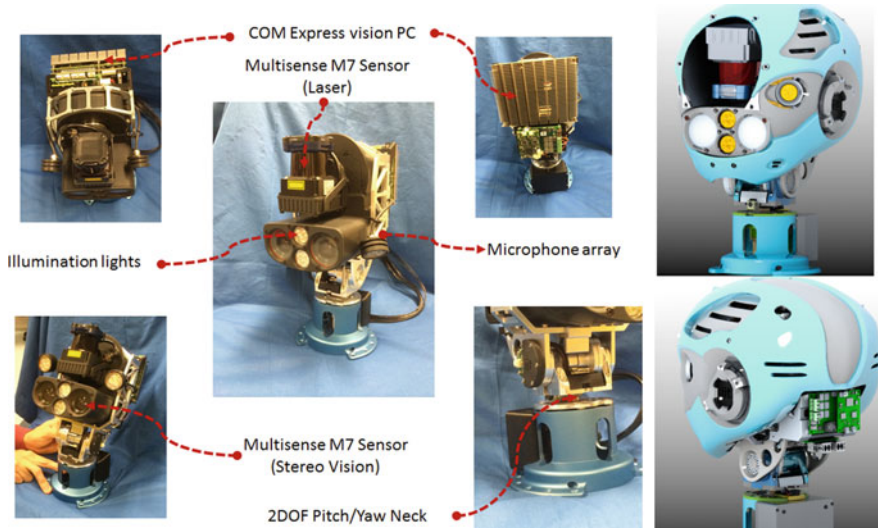 COM Express vision PC
Multisense M7 Sensor
(Laser)
Illumination lights
Microphone array
Multisense M7 Sensor
(Stereo Vision)
2DOF Pitch/Yaw Neck